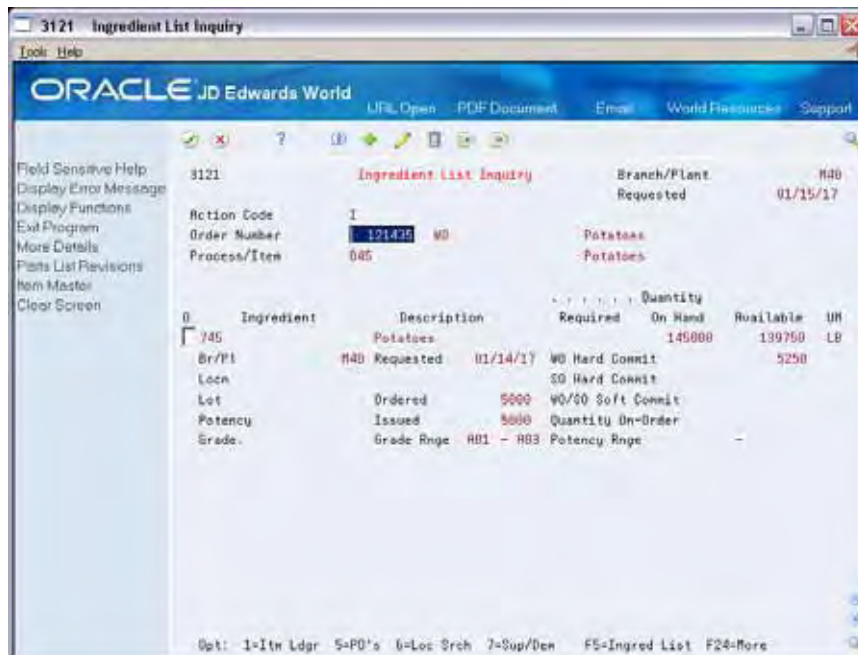 3121 Ingredient List Inquiry
Tools Help
ORACLE JD Edwards World
URL Open PDF Document Email World Resources Support
Field Sensitive Help
Display Error Message
Display Functions
Exit Program
More Details
Parts List Revisions
Item Master
Clear Screen
3121 Ingredient List Inquiry Branch/Plant M40
Requested 01/15/17
Action Code I
Order Number 121435 WO Potatoes
Process/Item 845 Potatoes
. . . . . . Quantity
O Ingredient Description Required On Hand Available UM
745 Potatoes 145000 139750 LB
Br/Pl M40 Requested 01/14/17 WO Hard Commit 5250
Locn SO Hard Commit
Lot Ordered 5000 WO/SO Soft Commit
Potency Issued 5000 Quantity On-Order
Grade. Grade Rnge A01 - A03 Potency Rnge -
Opt: 1=Itm Ldgr 5=PO's 6=Loc Srch 7=Sup/Dem F5=Ingred List F24=More